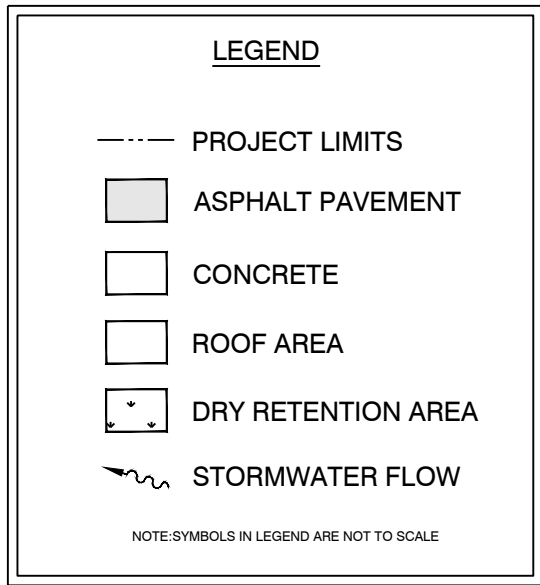 LEGEND
PROJECT LIMITS
ASPHALT PAVEMENT
CONCRETE
ROOF AREA
DRY RETENTION AREA
STORMWATER FLOW
NOTE:SYMBOLS IN LEGEND ARE NOT TO SCALE